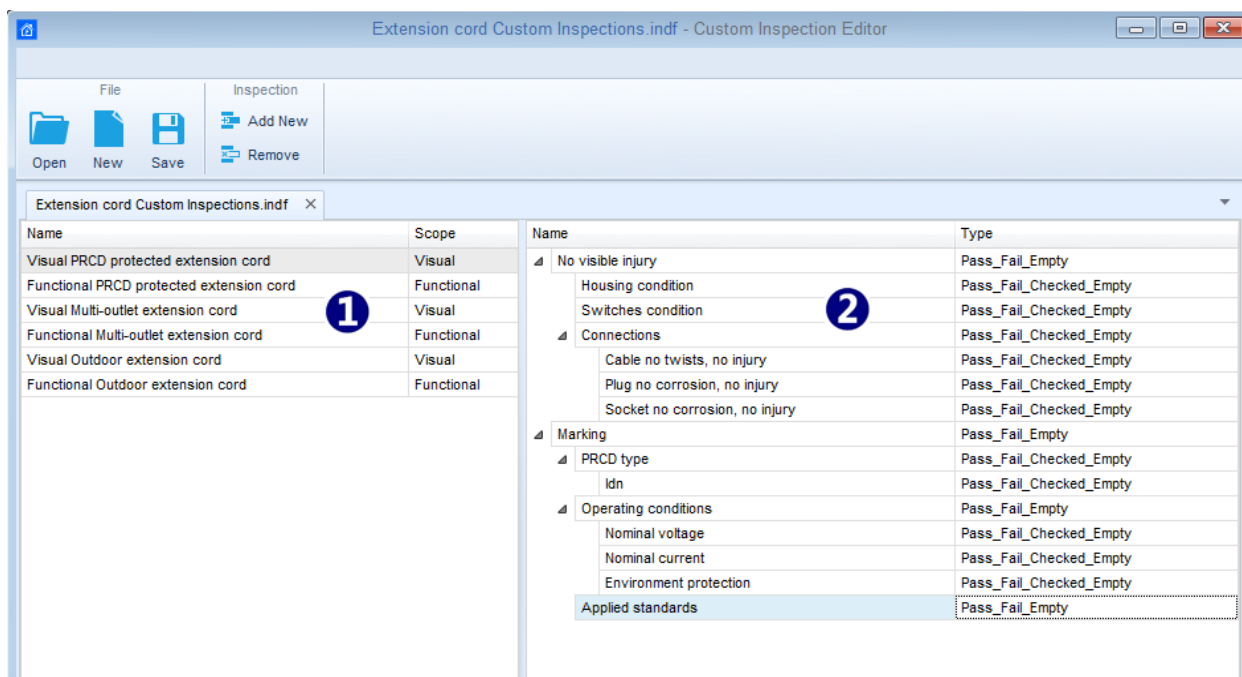 Extension cord Custom Inspections.indf - Custom Inspection Editor
File Inspection
Open New Save Add New
Remove
Extension cord Custom Inspections.indf
Name Scope Name Type
Visual PRCD protected extension cord Visual No visible injury Pass_Fail_Empty
Functional PRCD protected extension cord Functional Housing condition Pass_Fail_Checked_Empty
Visual Multi-outlet extension cord Visual Switches condition Pass_Fail_Checked_Empty
Functional Multi-outlet extension cord Functional Connections Pass_Fail_Checked_Empty
Visual Outdoor extension cord Visual Cable no twists, no injury Pass_Fail_Checked_Empty
Functional Outdoor extension cord Functional Plug no corrosion, no injury Pass_Fail_Checked_Empty
Socket no corrosion, no injury Pass_Fail_Checked_Empty
Marking Pass_Fail_Empty
PRCD type Pass_Fail_Checked_Empty
Idn Pass_Fail_Checked_Empty
Operating conditions Pass_Fail_Empty
Nominal voltage Pass_Fail_Checked_Empty
Nominal current Pass_Fail_Checked_Empty
Environment protection Pass_Fail_Checked_Empty
Applied standards Pass_Fail_Empty
1
2